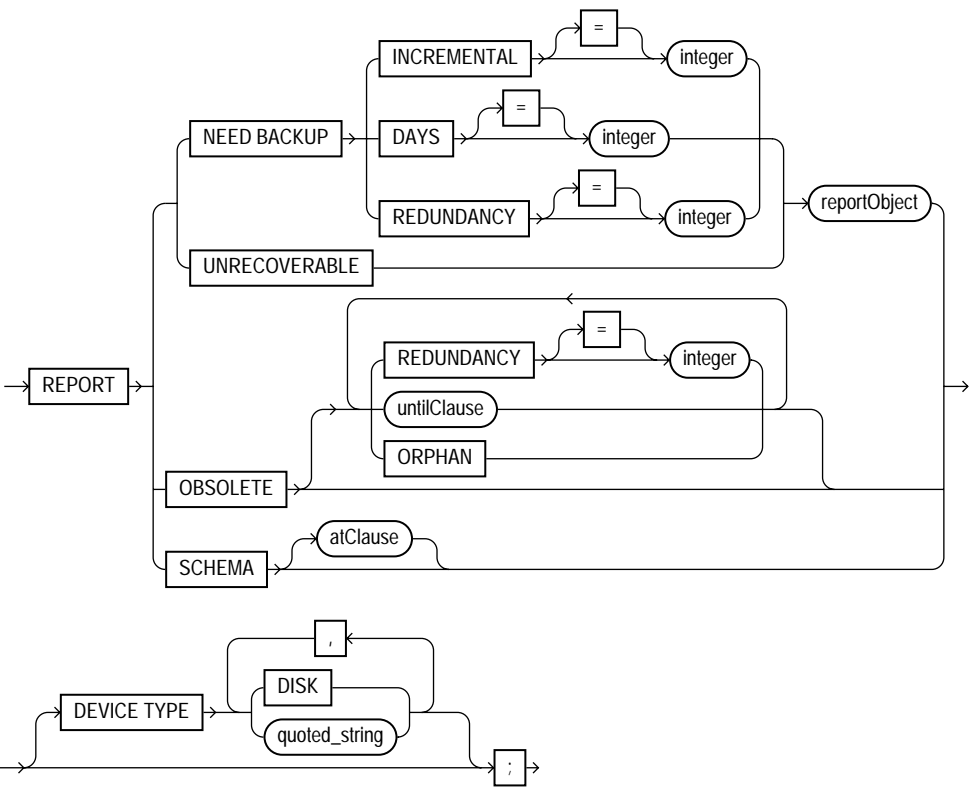 =
INCREMENTAL
integer
=
NEED BACKUP
DAYS
integer
=
REDUNDANCY
integer
reportObject
UNRECOVERABLE
=
REDUNDANCY
integer
REPORT
untilClause
ORPHAN
OBSOLETE
atClause
SCHEMA
,
DISK
DEVICE TYPE
quoted_string
;